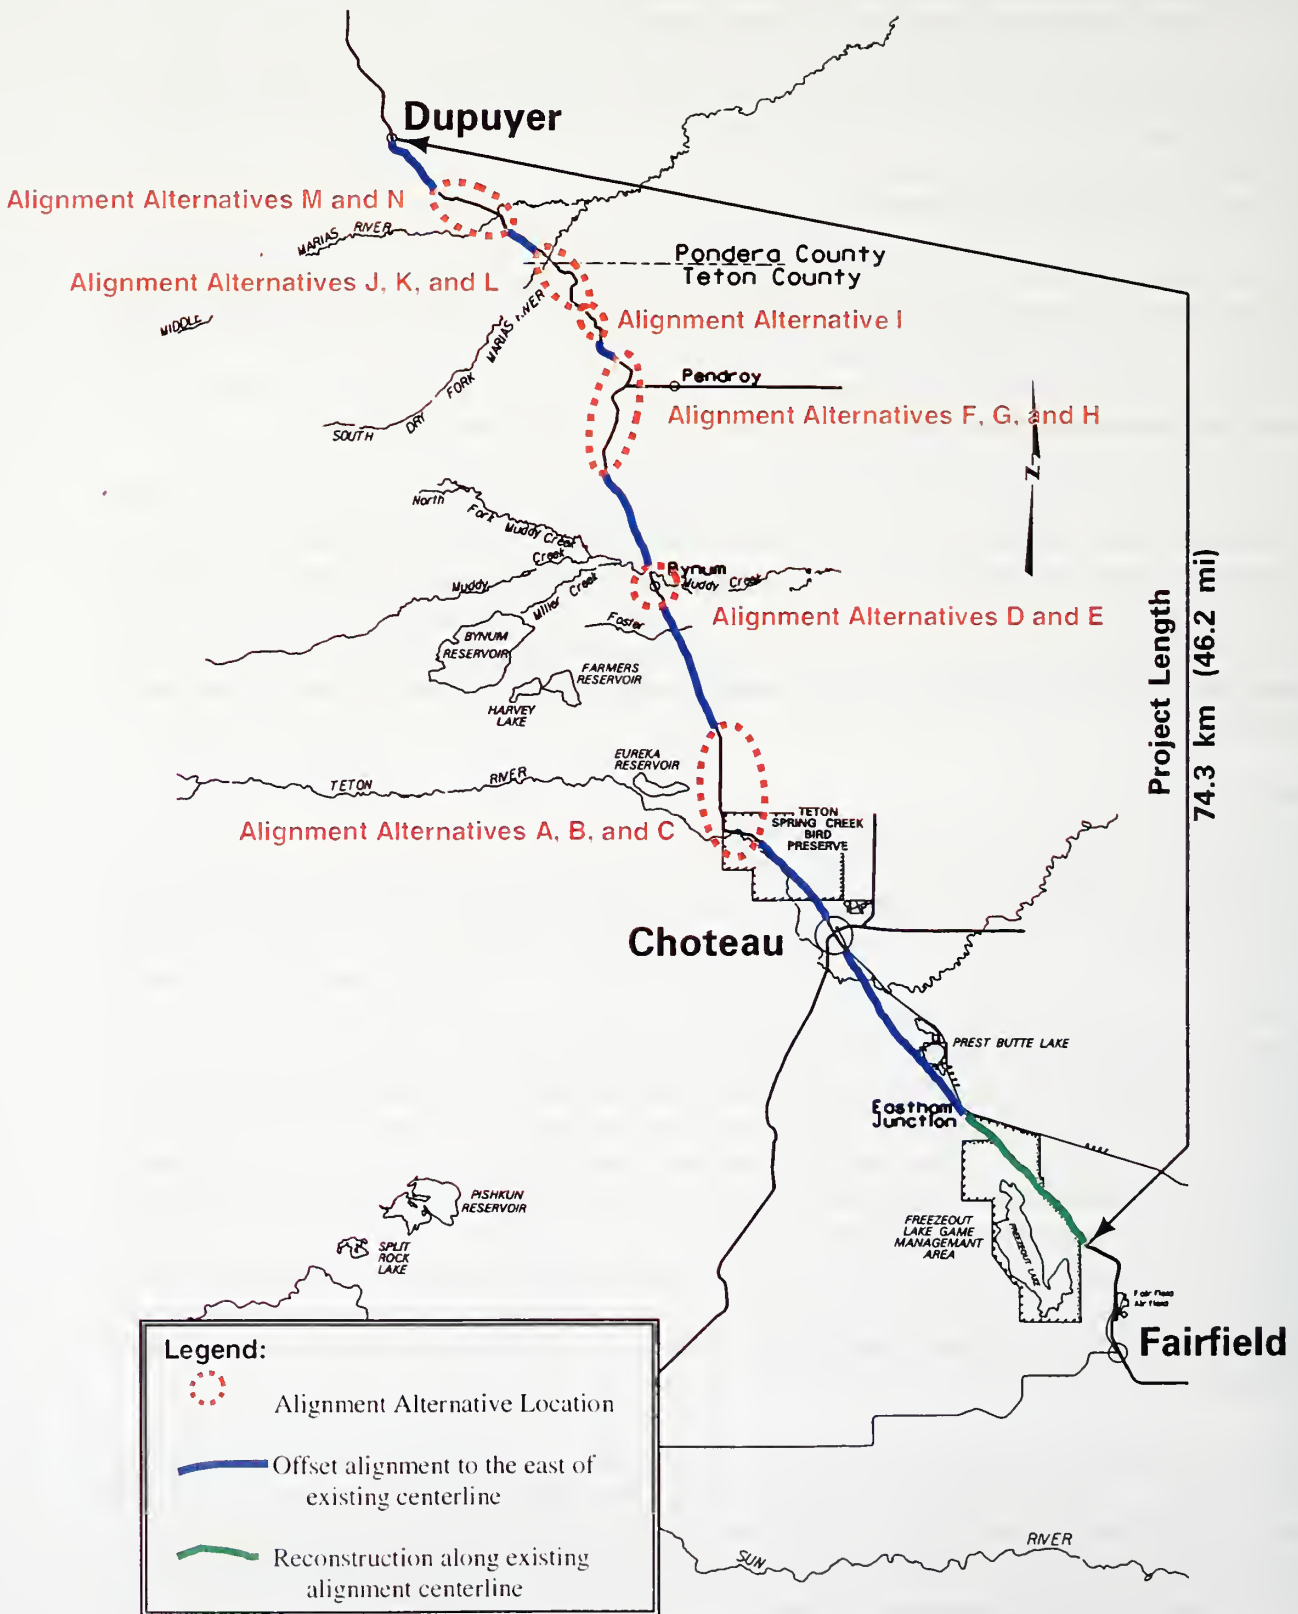 Dupuyer
Alignment Alternatives M and N
MARIAS RIVER
Pondera County
Teton County
Alignment Alternatives J, K, and L
MIDDLE
Alignment Alternative I
Pendroy
SOUTH DRY FORK MARIAS RIVER
Alignment Alternatives F, G, and H
N
North Fork Muddy Creek
Bynum
Muddy Creek
Muddy Creek
Miller Creek
Alignment Alternatives D and E
Foster
BYNUM
RESERVOIR
FARMERS
RESERVOIR
HARVEY
LAKE
Project Length
74.3 km (46.2 mi)
EUREKA
RESERVOIR
TETON RIVER
TETON
SPRING CREEK
BIRD
PRESERVE
Alignment Alternatives A, B, and C
Choteau
PREST BUTTE LAKE
Eastham
Junction
PISHKUN
RESERVOIR
SPLIT
ROCK
LAKE
FREEZEOUT
LAKE GAME
MANAGEMANT
AREA
FREEZEOUT LAKE
Fairfield
Airfield
Fairfield
Legend:
Alignment Alternative Location
Offset alignment to the east of
existing centerline
Reconstruction along existing
alignment centerline
SUN RIVER